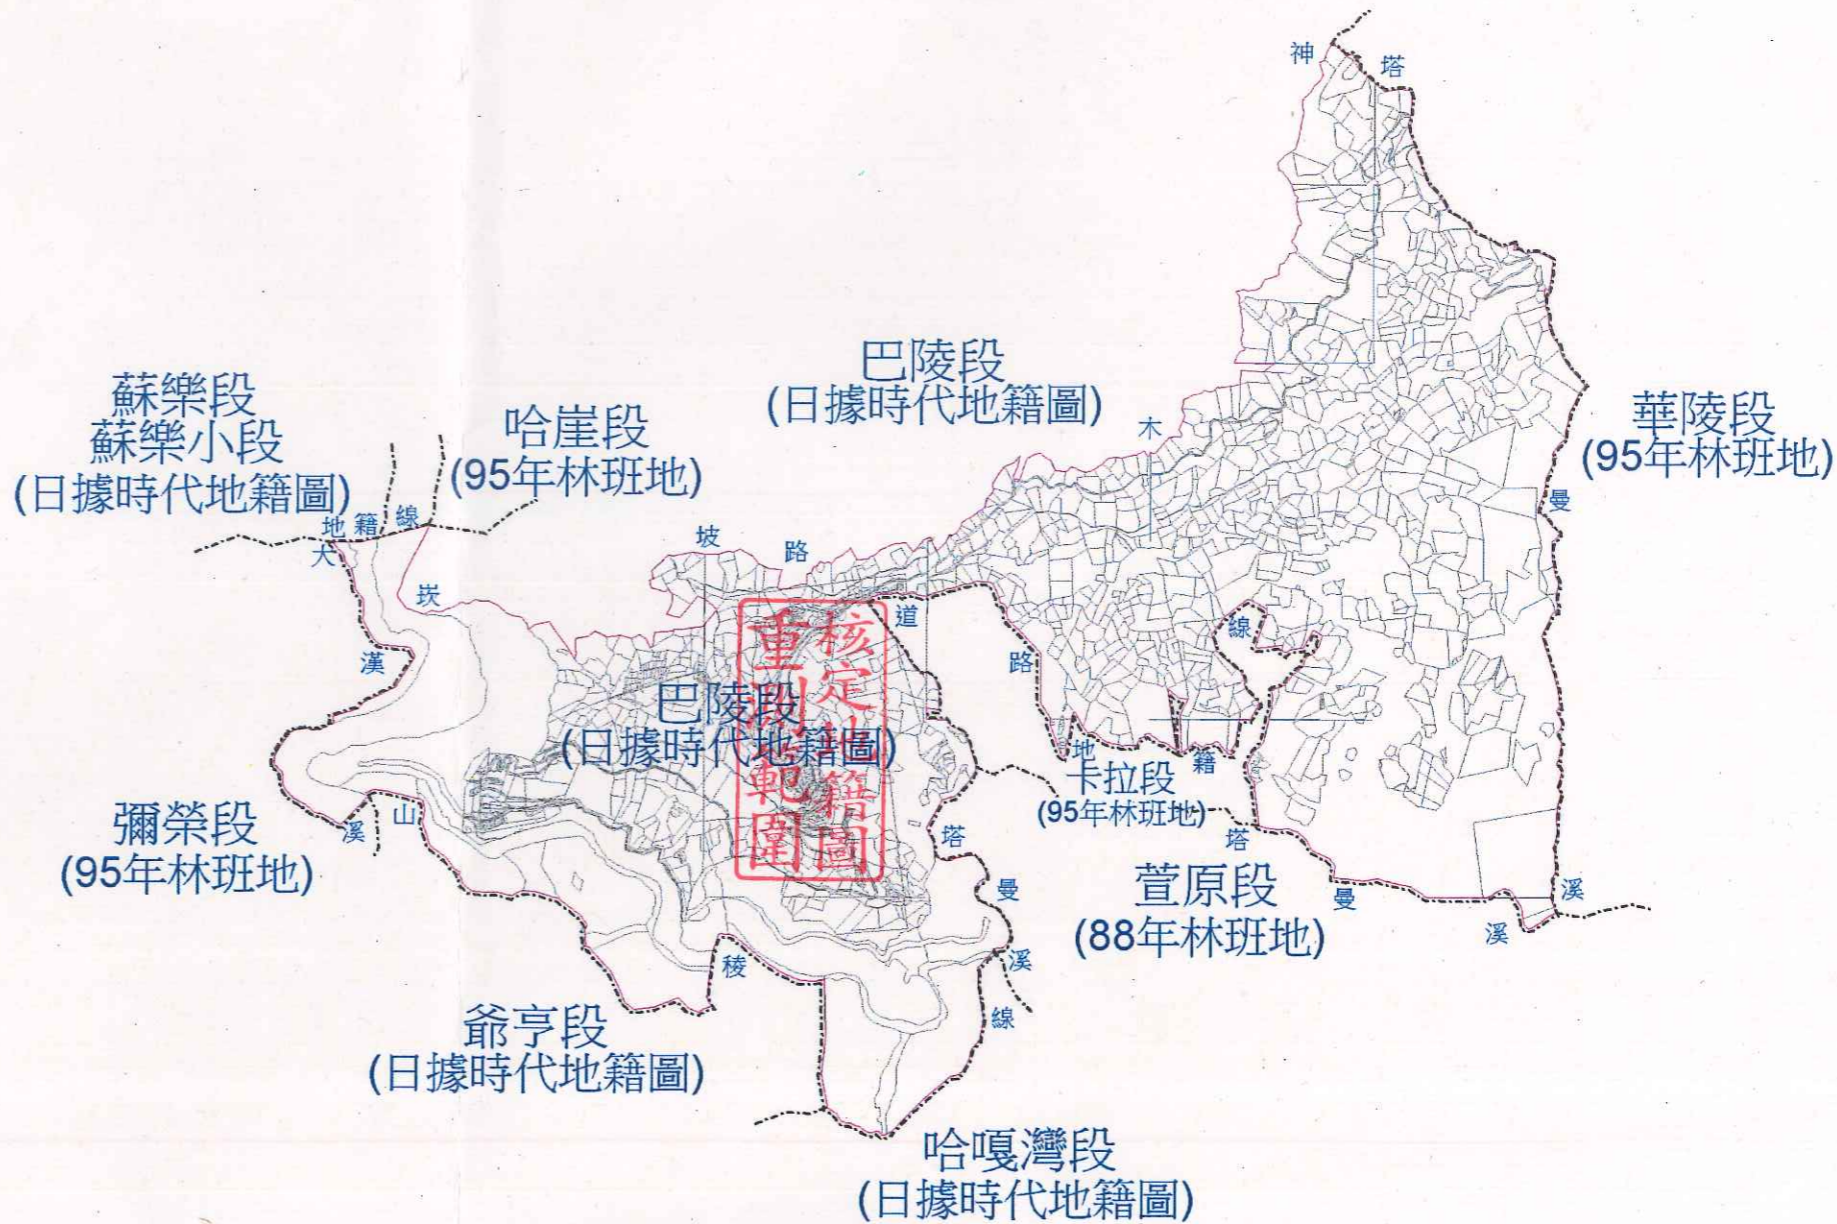 神
塔
巴陵段
(日據時代地籍圖)
蘇樂段
蘇樂小段
(日據時代地籍圖)
哈崖段
(95年林班地)
華陵段
(95年林班地)
木
曼
地籍線
大
坡
路
崁
道
線
漢
路
核定地籍圖
重測範圍
巴陵段
(日據時代地籍圖)
地
籍
卡拉段
(95年林班地)
彌榮段
(95年林班地)
溪
山
塔
塔
萱原段
(88年林班地)
曼
曼
溪
溪
稜
溪
爺亨段
(日據時代地籍圖)
線
哈嘎灣段
(日據時代地籍圖)